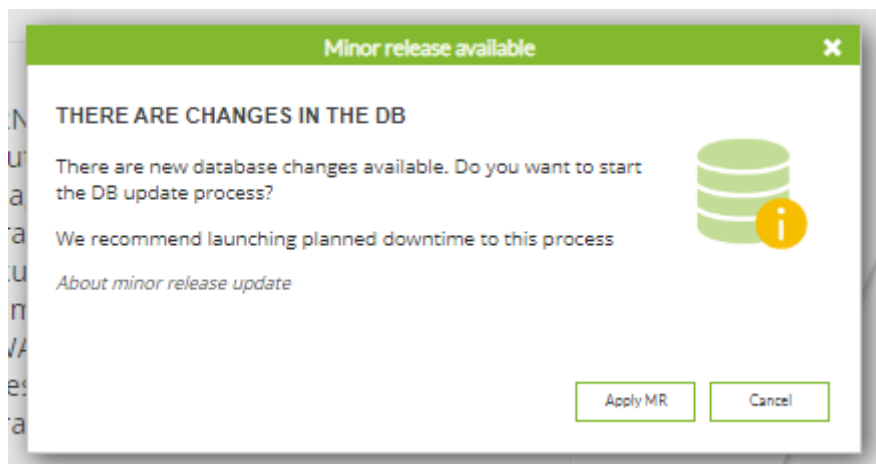 Minor release available
THERE ARE CHANGES IN THE DB
There are new database changes available. Do you want to start
the DB update process?
We recommend launching planned downtime to this process
About minor release update
Apply MR
Cancel